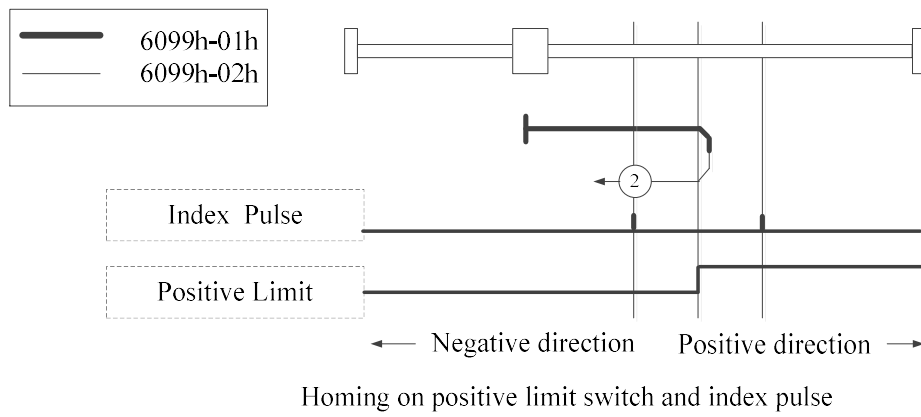 6099h-01h
6099h-02h
2
Index Pulse
Positive Limit
Negative direction Positive direction
Homing on positive limit switch and index pulse